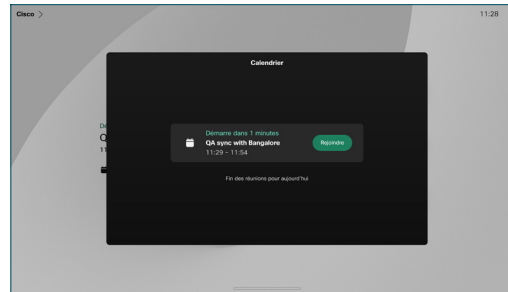 Cisco
11:28
Calendrier
Dé
Démarre dans 1 minutes
QA sync with Bangalore
11:29 - 11:54
Rejoindre
Fin des réunions pour aujourd'hui